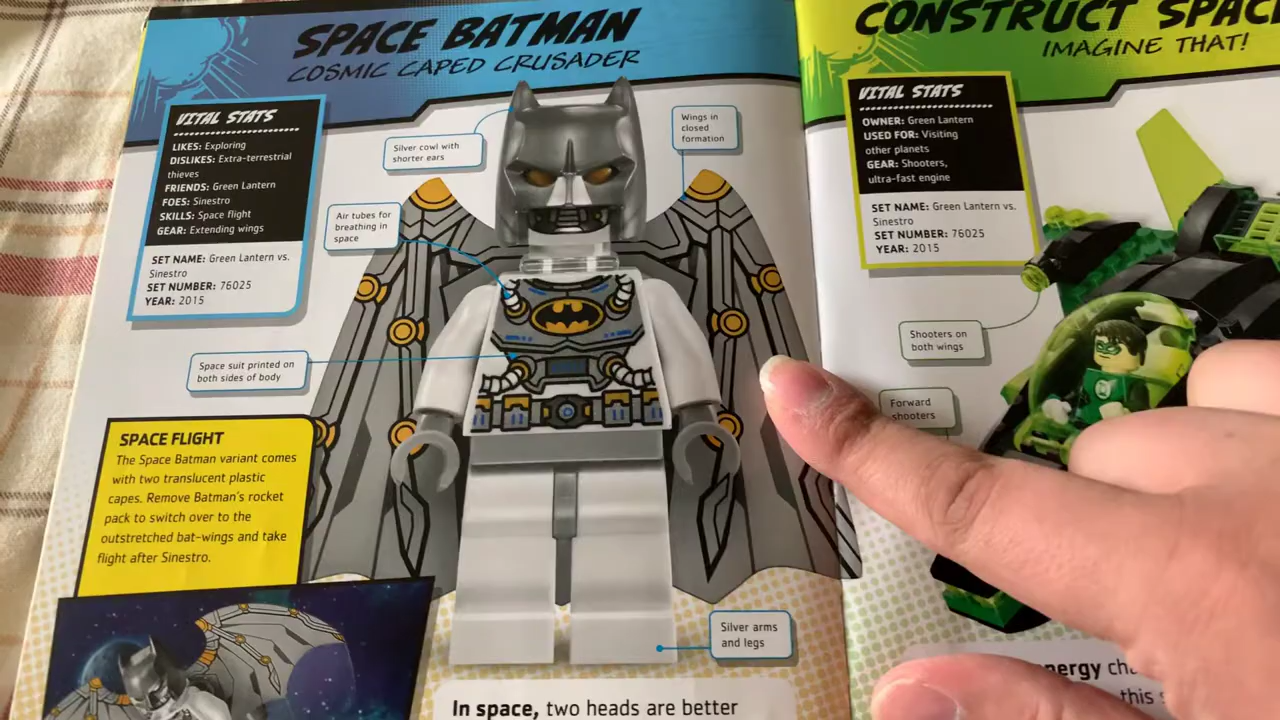 SPACE BATMAN
COSMIC CAPED CRUSADER
VITAL STATS
LIKES: Exploring
DISLIKES: Extra-terrestrial
thieves
FRIENDS: Green Lantern
FOES: Sinestro
SKILLS: Space flight
GEAR: Extending wings
SET NAME: Green Lantern vs.
Sinestro
SET NUMBER: 76025
YEAR: 2015
Silver cowl with
shorter ears
Wings in
closed
formation
Air tubes for
breathing in
space
Space suit printed on
both sides of body
SPACE FLIGHT
The Space Batman variant comes
with two translucent plastic
capes. Remove Batman's rocket
pack to switch over to the
outstretched bat-wings and take
flight after Sinestro.
Silver arms
and legs
In space, two heads are better
CONSTRUCT
IMAGINE THAT!
VITAL STATS
OWNER: Green Lantern
USED FOR: Visiting
other planets
GEAR: Shooters,
ultra-fast engine
SET NAME: Green Lantern vs.
Sinestro
SET NUMBER: 76025
YEAR: 2015
Shooters on
both wings
Forward
shooters
this